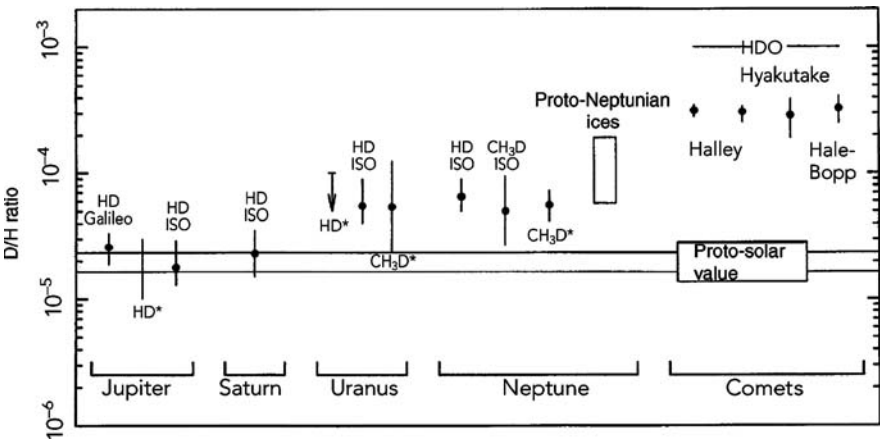 D/H ratio
10⁻³
10⁻⁴
10⁻⁵
10⁻⁶
HD
Galileo
HD*
HD
ISO
HD
ISO
HD*
HD
ISO
CH₃D*
HD
ISO
CH₃D
ISO
CH₃D*
Proto-Neptunian
ices
HDO
Hyakutake
Halley
Hale-
Bopp
Proto-solar
value
Jupiter
Saturn
Uranus
Neptune
Comets